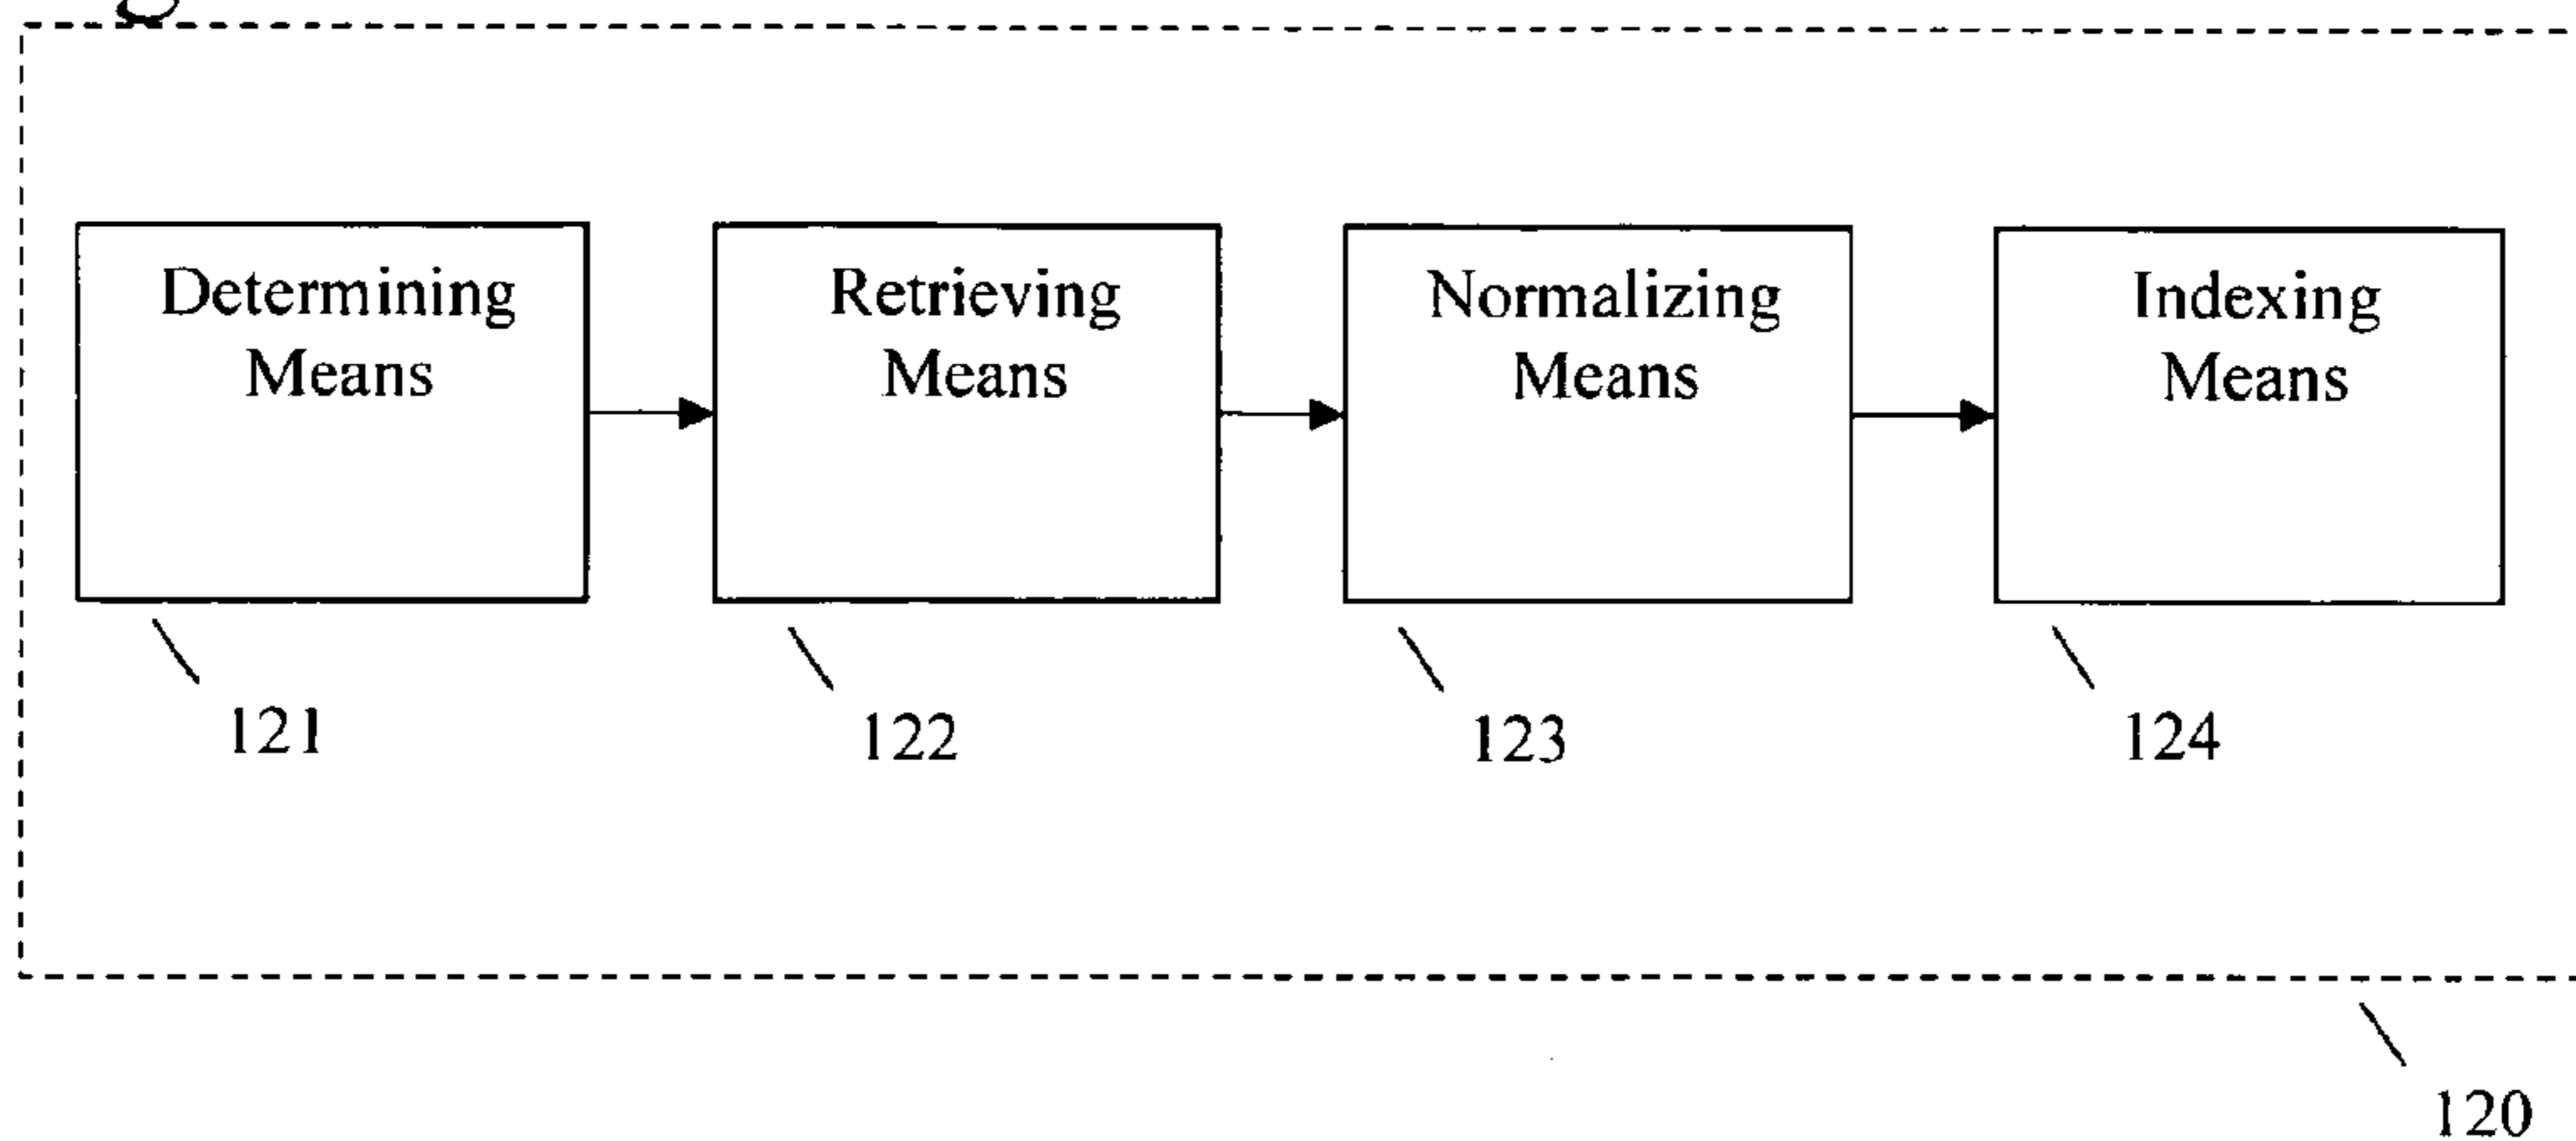 Determining
Means
Retrieving
Means
Normalizing
Means
Indexing
Means
121
122
123
124
120